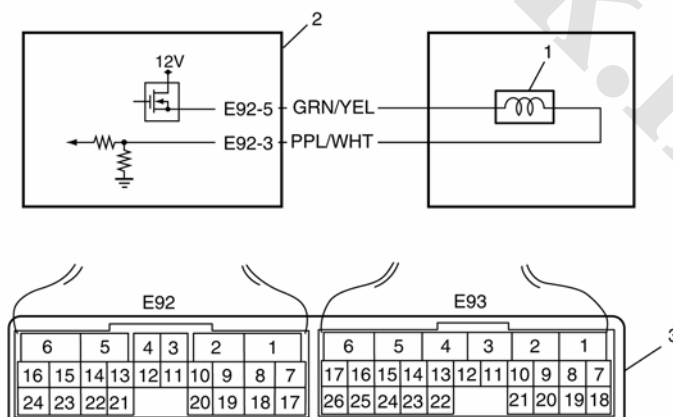 2
12V
1
E92-5 GRN/YEL
E92-3 PPL/WHT
E92 E93
3
6 5 4 3 2 1 6 5 4 3 2 1
16 15 14 13 12 11 10 9 8 7 17 16 15 14 13 12 11 10 9 8 7
24 23 22 21 20 19 18 17 26 25 24 23 22 21 20 19 18